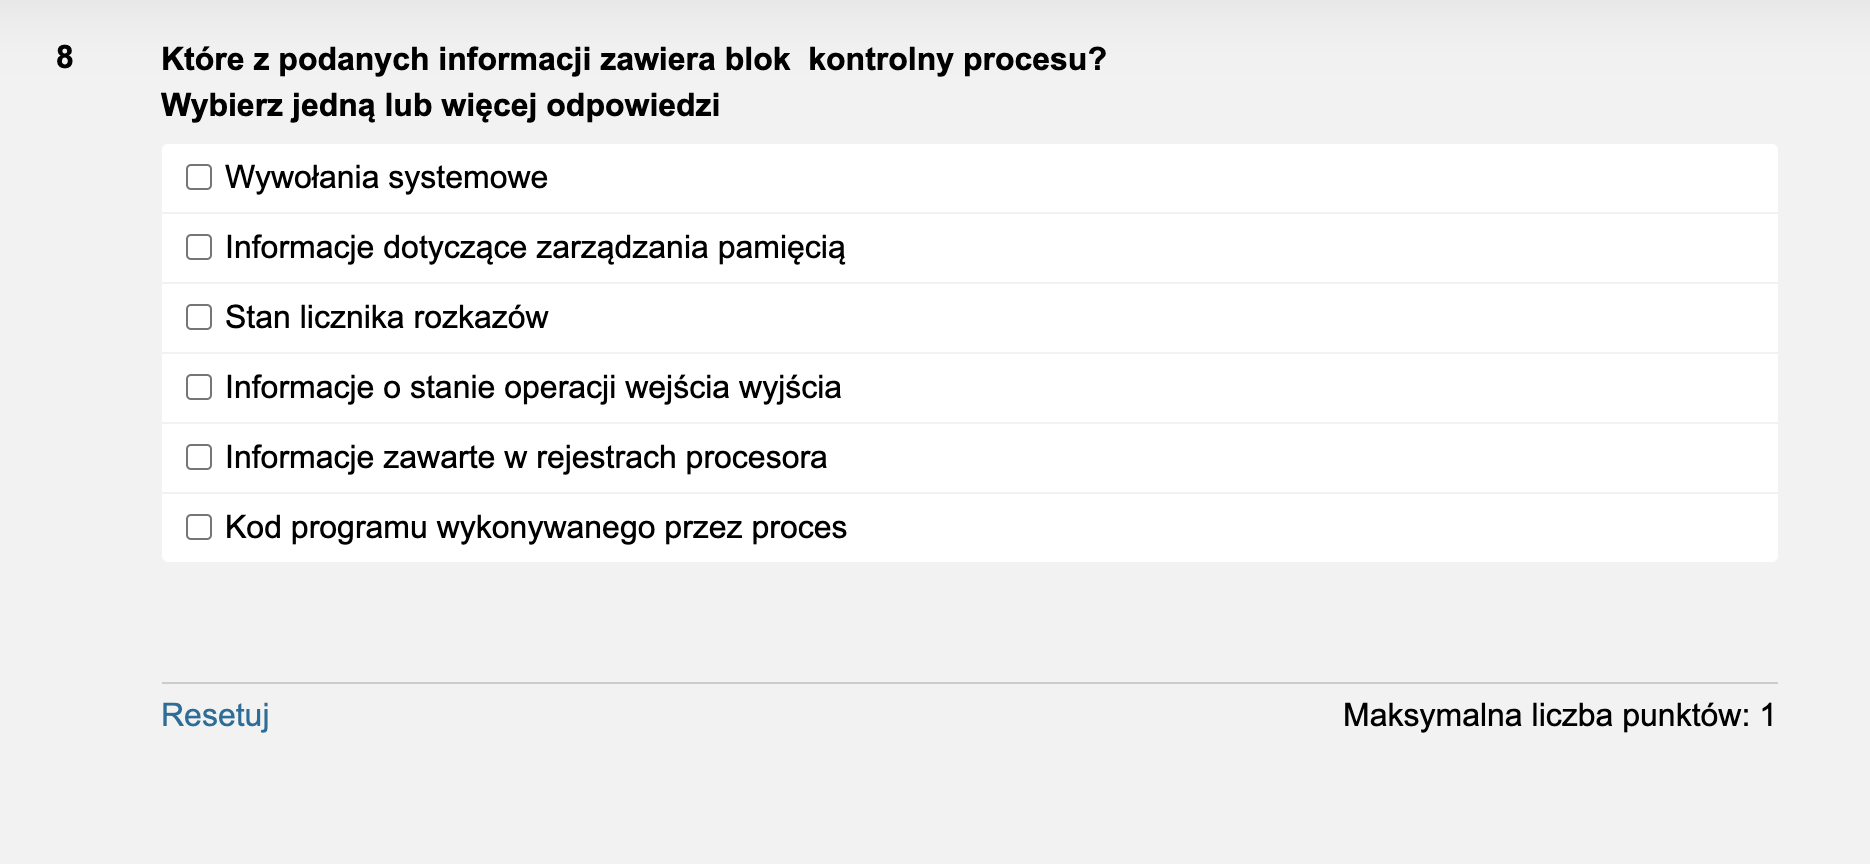 8
Które z podanych informacji zawiera blok  kontrolny procesu?
Wybierz jedną lub więcej odpowiedzi
Wywołania systemowe
Informacje dotyczące zarządzania pamięcią
Stan licznika rozkazów
Informacje o stanie operacji wejścia wyjścia
Informacje zawarte w rejestrach procesora
Kod programu wykonywanego przez proces
Resetuj
Maksymalna liczba punktów: 1